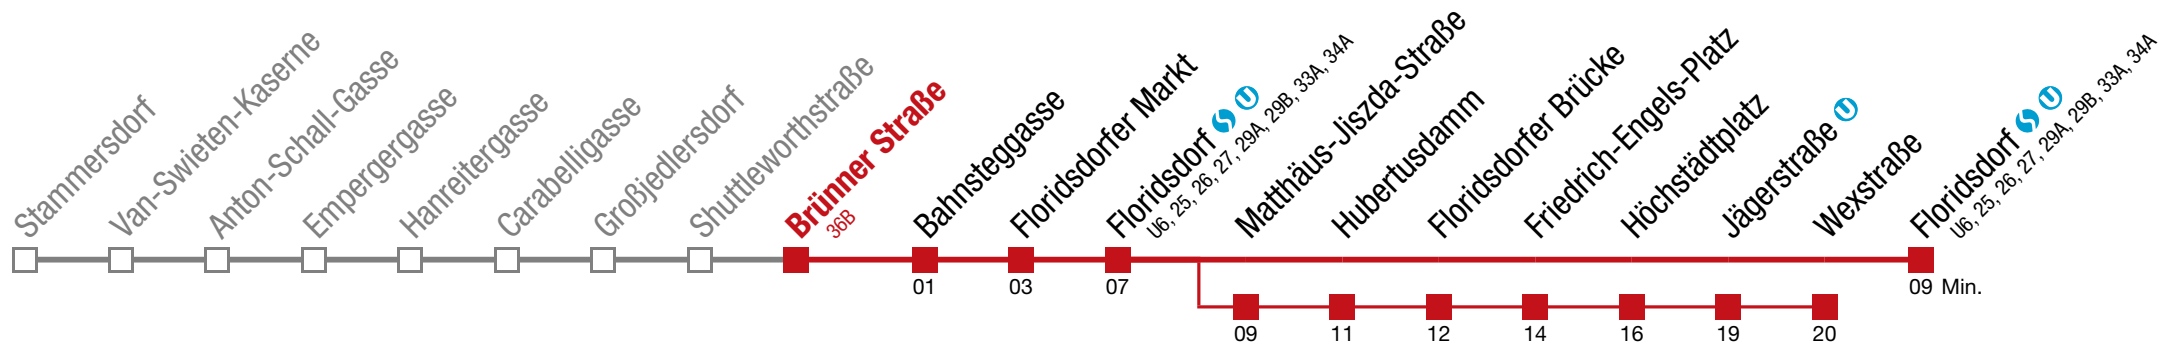 Stammersdorf
Van-Swieten-Kaserne
Anton-Schall-Gasse
Empergergasse
Hanreitergasse
Carabelligasse
Großjedlersdorf
Shuttleworthstraße
Brünner Straße
36B
Bahnsteggasse
Floridsdorfer Markt
Floridsdorf S U
U6, 25, 26, 27, 29A, 29B, 33A, 34A
Matthäus-Jiszda-Straße
Hubertusdamm
Floridsdorfer Brücke
Friedrich-Engels-Platz
Höchstädtplatz
Jägerstraße U
Wexstraße
Floridsdorf S U
U6, 25, 26, 27, 29A, 29B, 33A, 34A
01 03 07 09 Min.
09 11 12 14 16 19 20